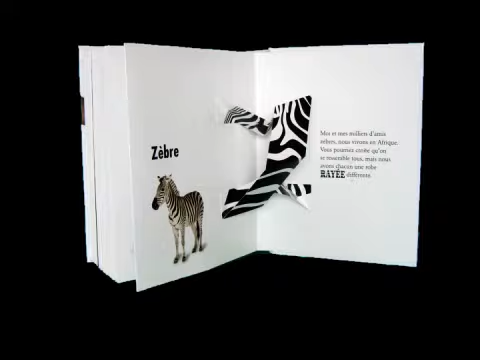 Zèbre
Moi et mes milliers d'amis
zèbres, nous vivons en Afrique.
Vous pourriez croire qu'on
se ressemble tous, mais nous
avons chacun une robe
RAYÉE différente.